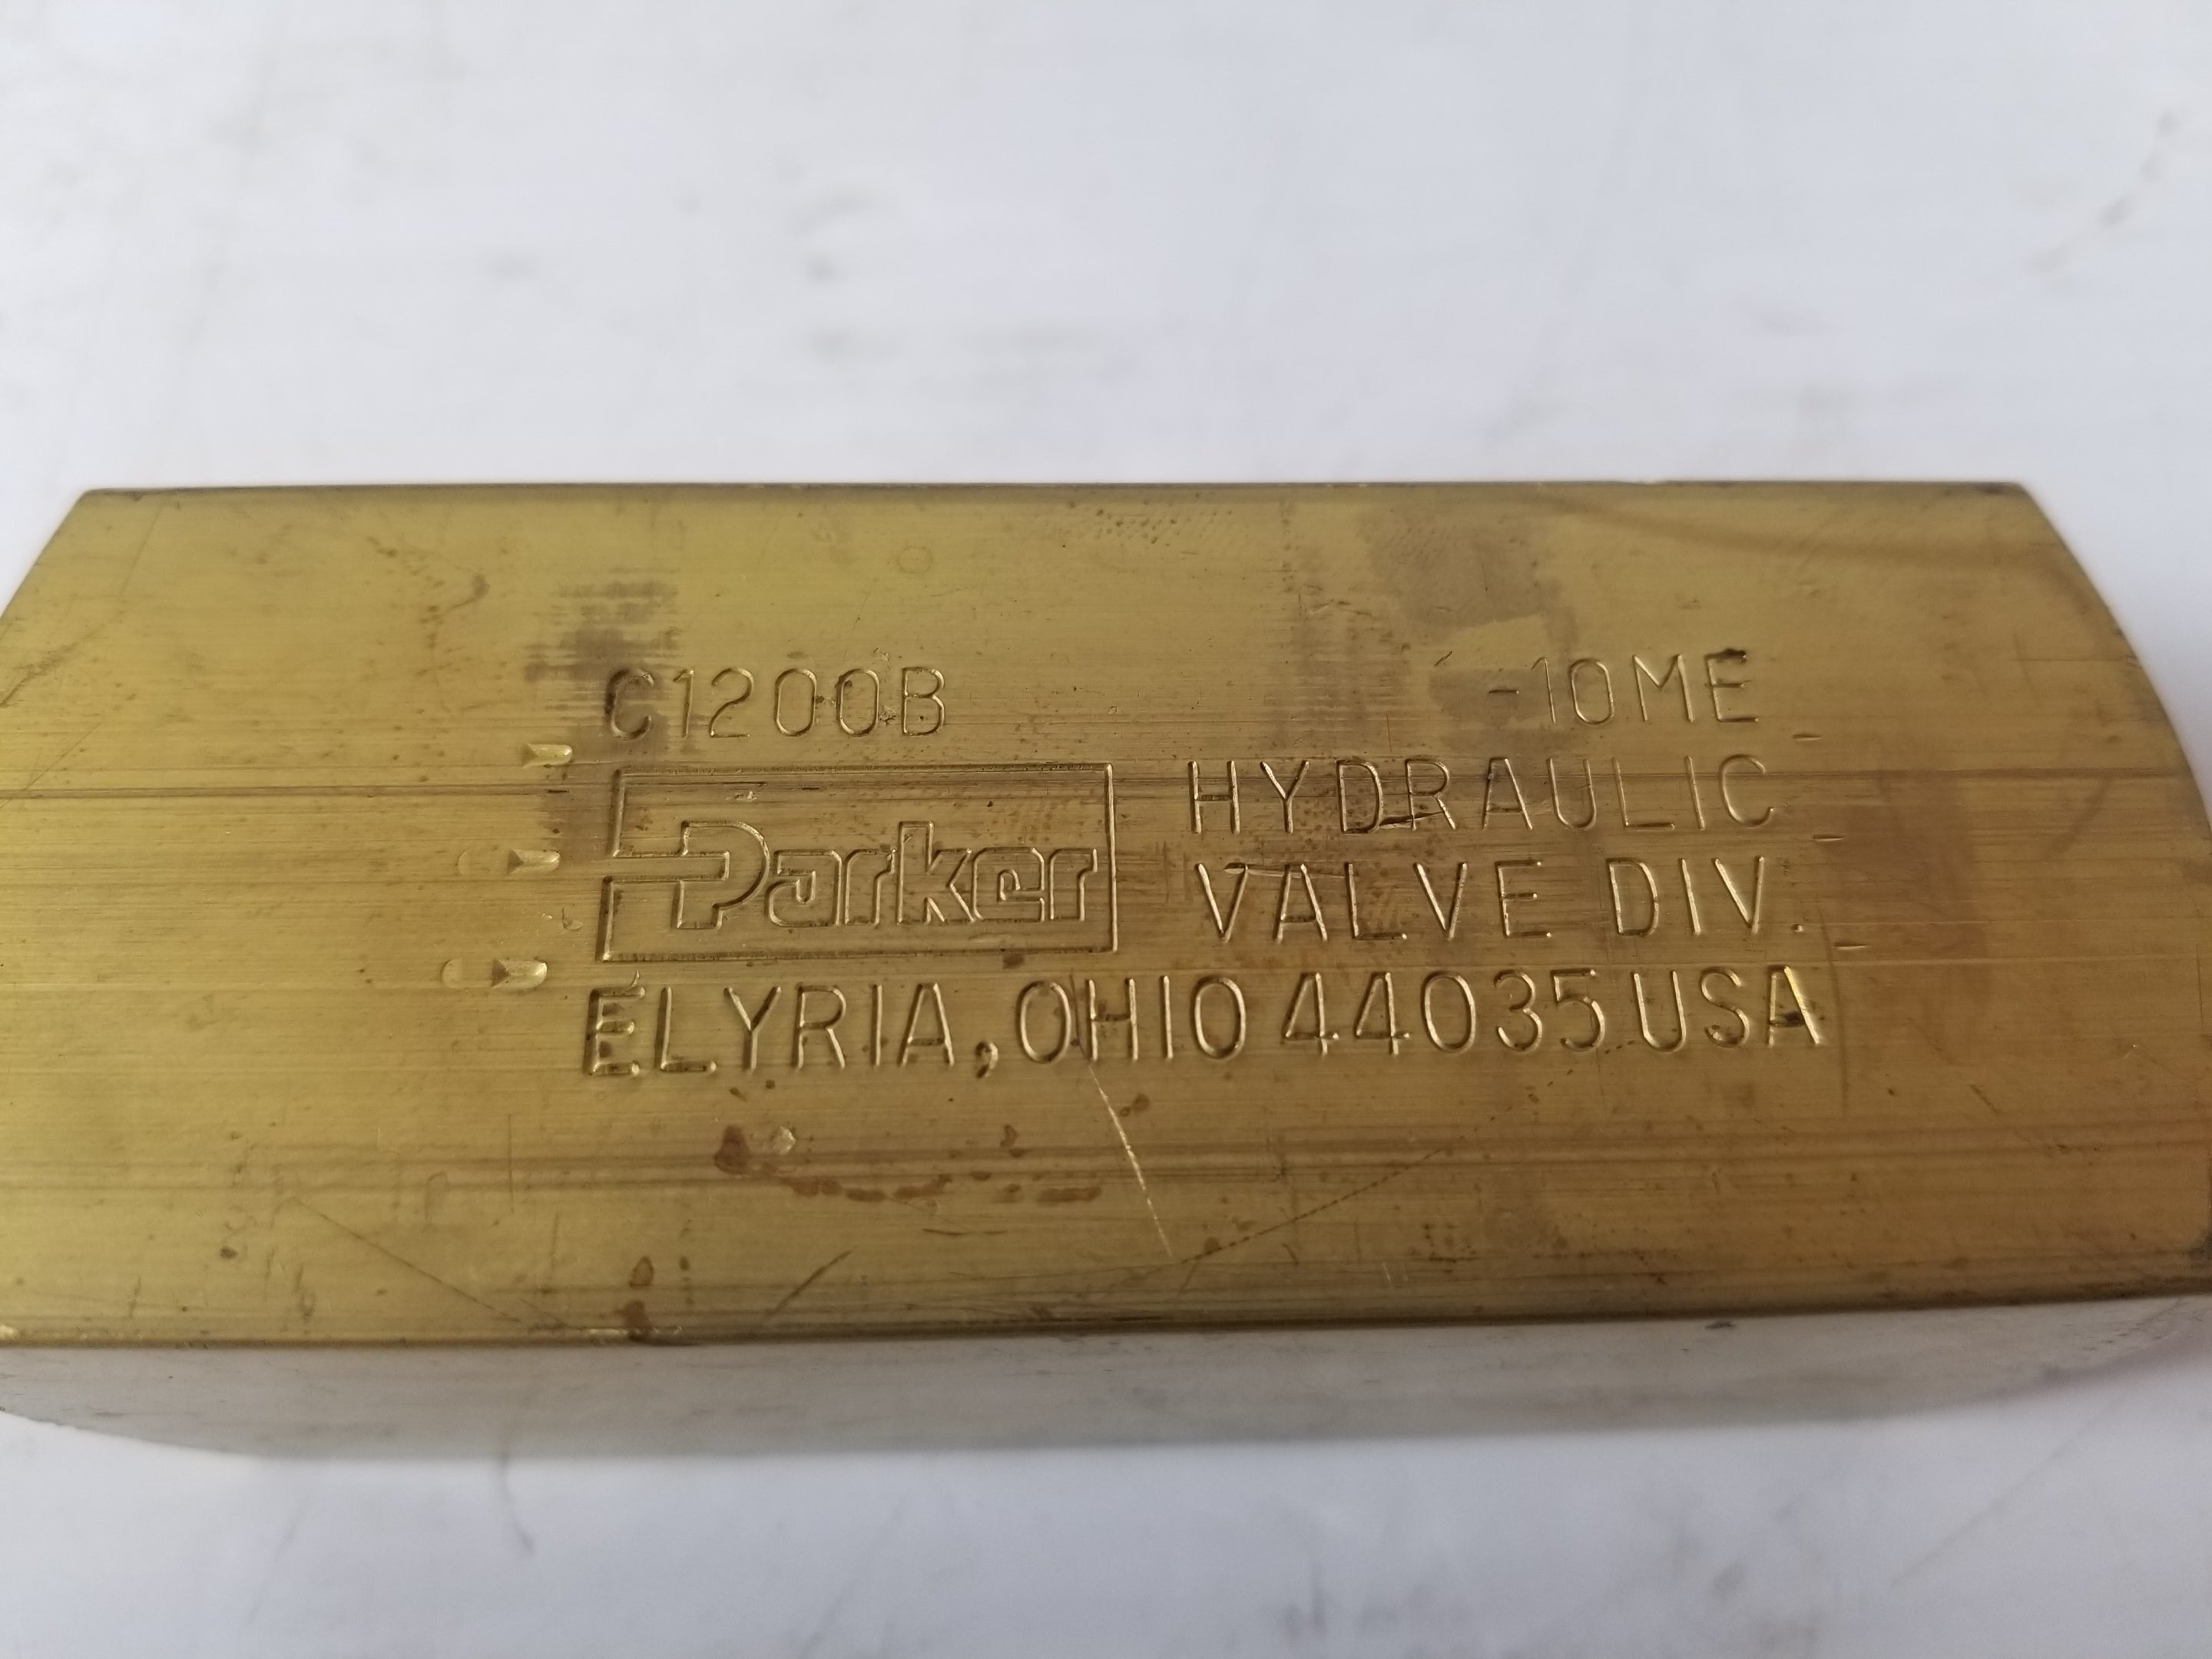 C1200B -10ME
Parker HYDRAULIC
VALVE DIV.
ELYRIA, OHIO 44035 USA